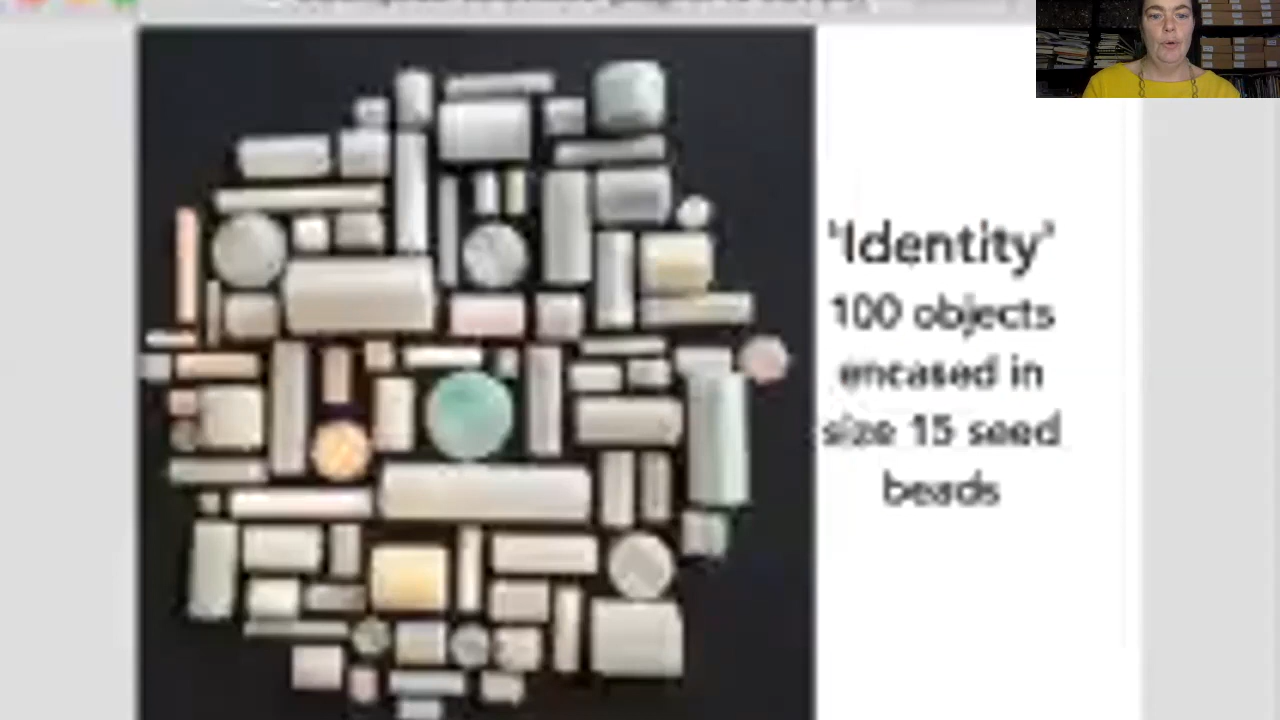 'Identity'
100 objects
encased in
size 15 seed
beads